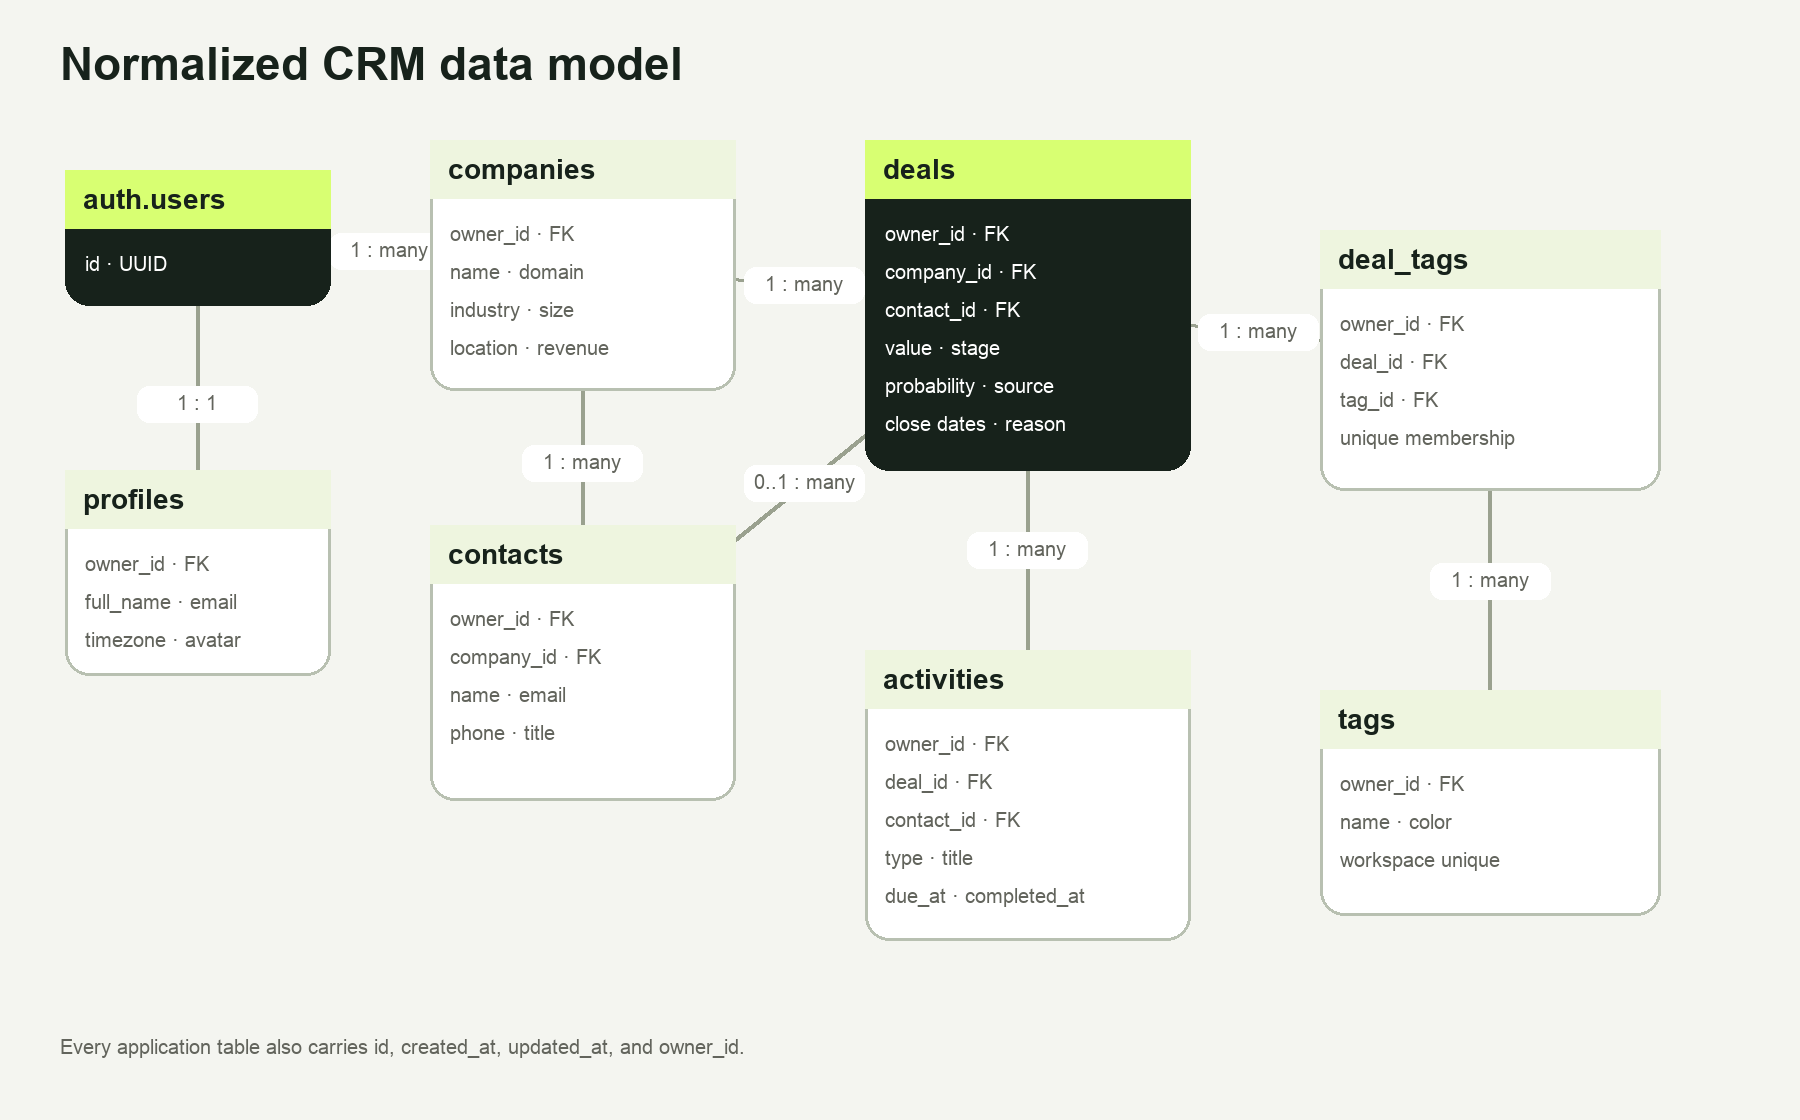 Normalized CRM data model
auth.users
id · UUID
1 : many
1 : 1
profiles
owner_id · FK
full_name · email
timezone · avatar
companies
owner_id · FK
name · domain
industry · size
location · revenue
1 : many
1 : many
contacts
owner_id · FK
company_id · FK
name · email
phone · title
0..1 : many
deals
owner_id · FK
company_id · FK
contact_id · FK
value · stage
probability · source
close dates · reason
1 : many
1 : many
activities
owner_id · FK
deal_id · FK
contact_id · FK
type · title
due_at · completed_at
deal_tags
owner_id · FK
deal_id · FK
tag_id · FK
unique membership
1 : many
tags
owner_id · FK
name · color
workspace unique
Every application table also carries id, created_at, updated_at, and owner_id.